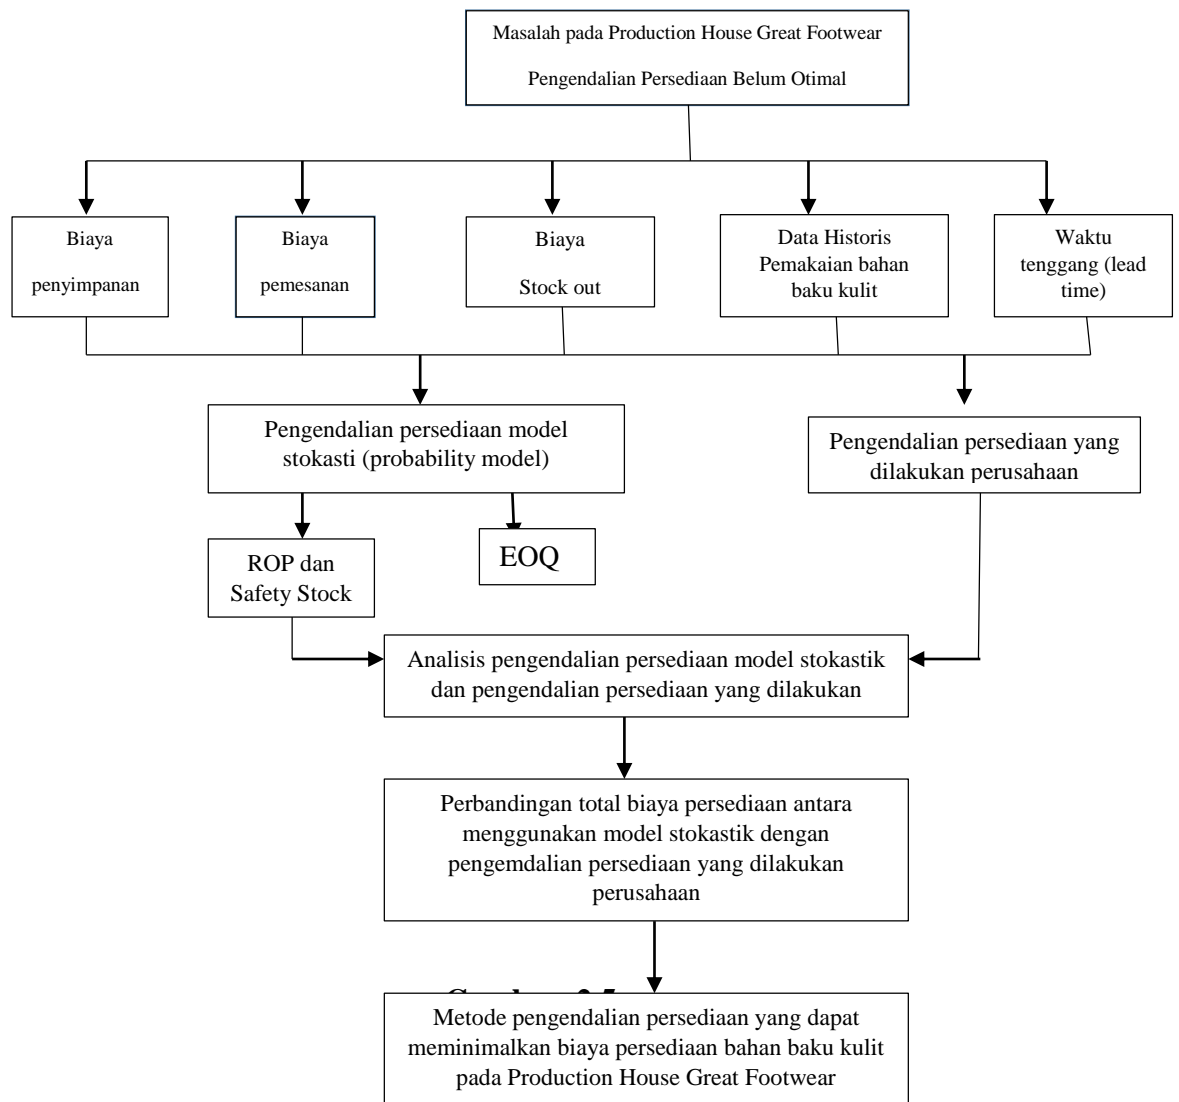 Masalah pada Production House Great Footwear
Pengendalian Persediaan Belum Otimal
Biaya
penyimpanan
Biaya
pemesanan
Biaya
Stock out
Data Historis
Pemakaian bahan
baku kulit
Waktu
tenggang (lead
time)
Pengendalian persediaan model
stokasti (probability model)
Pengendalian persediaan yang
dilakukan perusahaan
ROP dan
Safety Stock
EOQ
Analisis pengendalian persediaan model stokastik
dan pengendalian persediaan yang dilakukan
Perbandingan total biaya persediaan antara
menggunakan model stokastik dengan
pengemdalian persediaan yang dilakukan
perusahaan
Metode pengendalian persediaan yang dapat
meminimalkan biaya persediaan bahan baku kulit
pada Production House Great Footwear